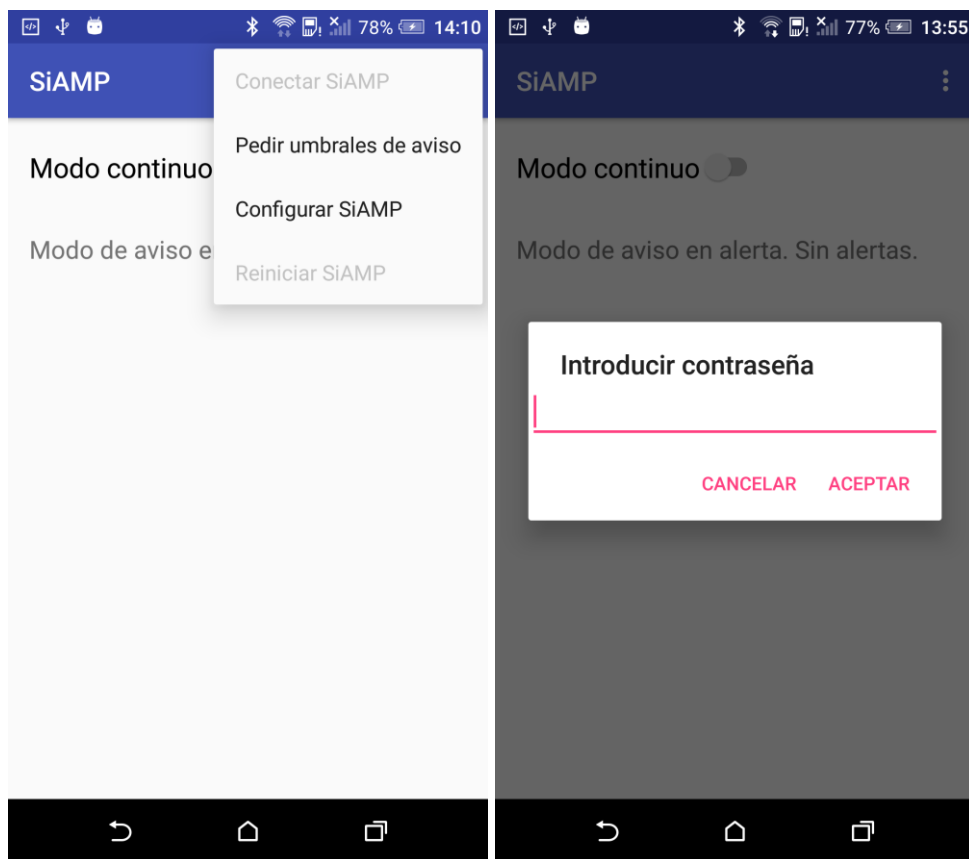 78% 14:10
SiAMP
Conectar SiAMP
Pedir umbrales de aviso
Modo continuo
Configurar SiAMP
Modo de aviso e
Reiniciar SiAMP
77% 13:55
SiAMP
Modo continuo
Modo de aviso en alerta. Sin alertas.
Introducir contraseña
CANCELAR ACEPTAR